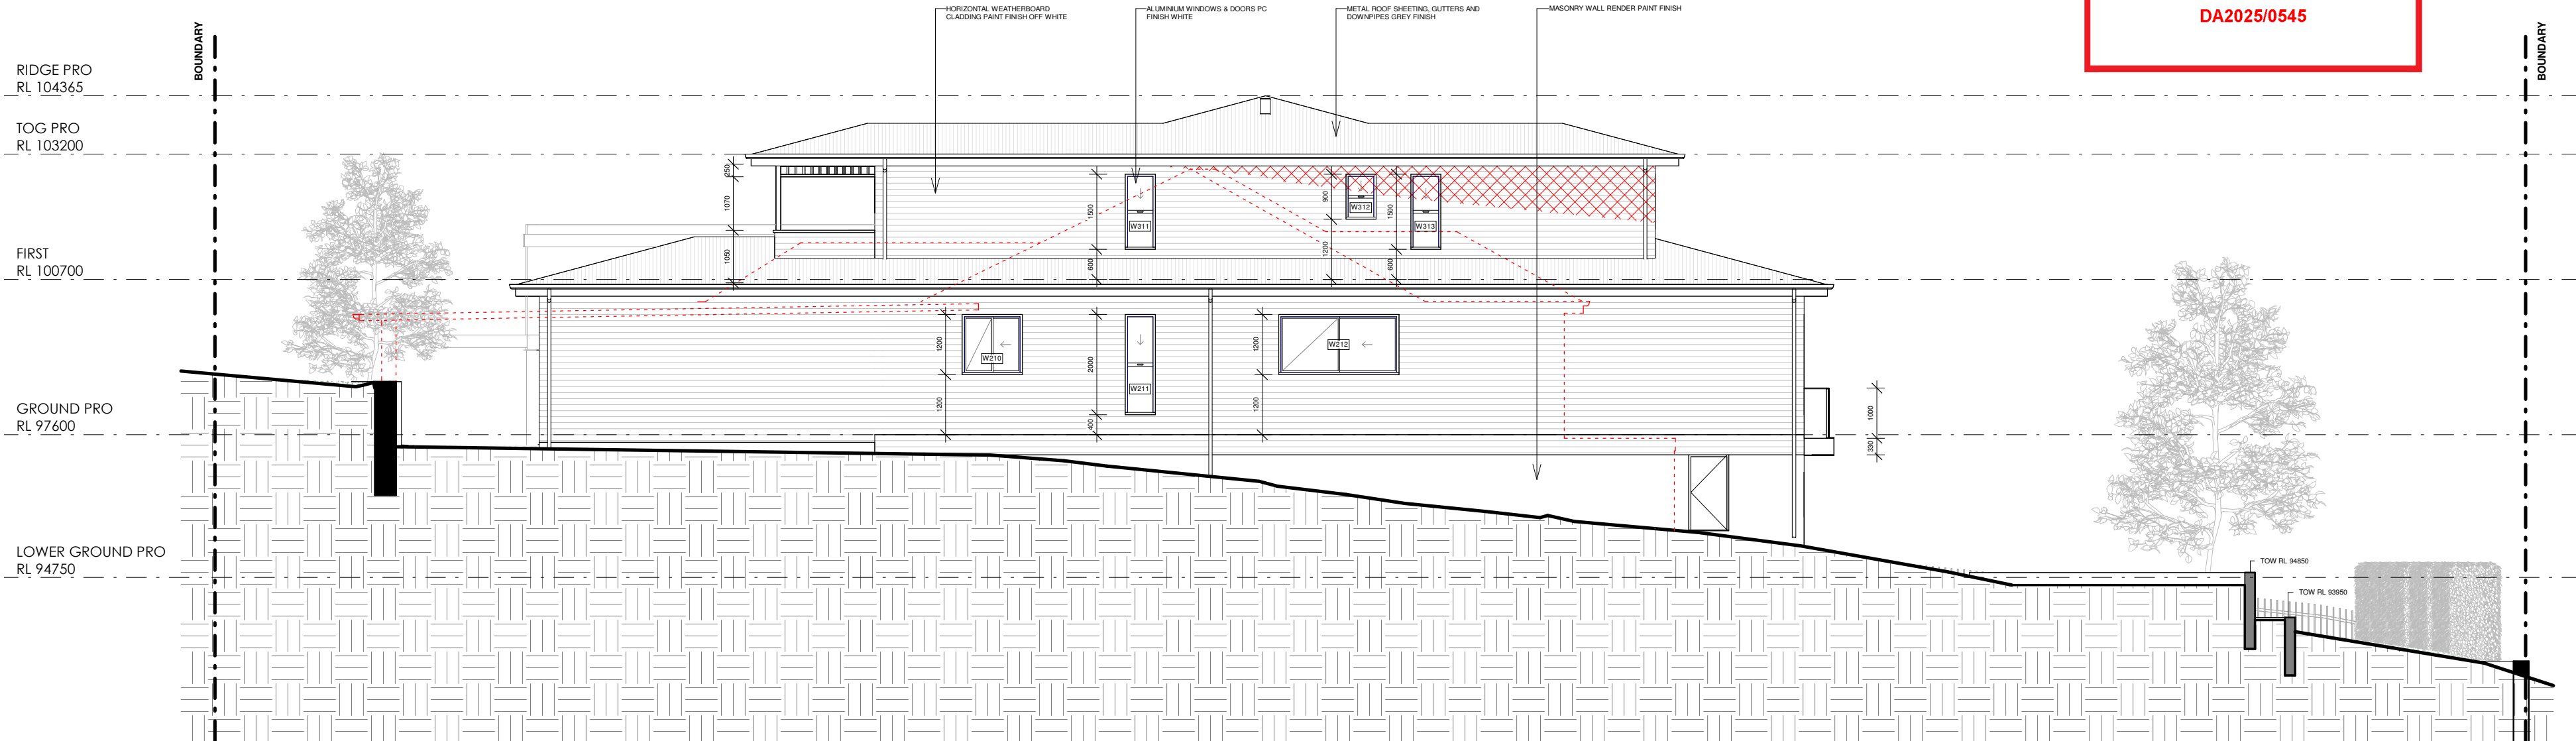 HORIZONTAL WEATHERBOARD
CLADDING PAINT FINISH OFF WHITE
ALUMINIUM WINDOWS & DOORS PC
FINISH WHITE
METAL ROOF SHEETING, GUTTERS AND
DOWNPIPES GREY FINISH
MASONRY WALL RENDER PAINT FINISH
DA2025/0545
BOUNDARY
BOUNDARY
RIDGE PRO
RL 104365
TOG PRO
RL 103200
FIRST
RL 100700
GROUND PRO
RL 97600
LOWER GROUND PRO
RL 94750
250
1070
1050
1500
600
900
1200
1500
600
W311
W312
W313
1200
1200
2000
400
1200
1200
W210
W211
W212
1000
330
TOW RL 94850
TOW RL 93950